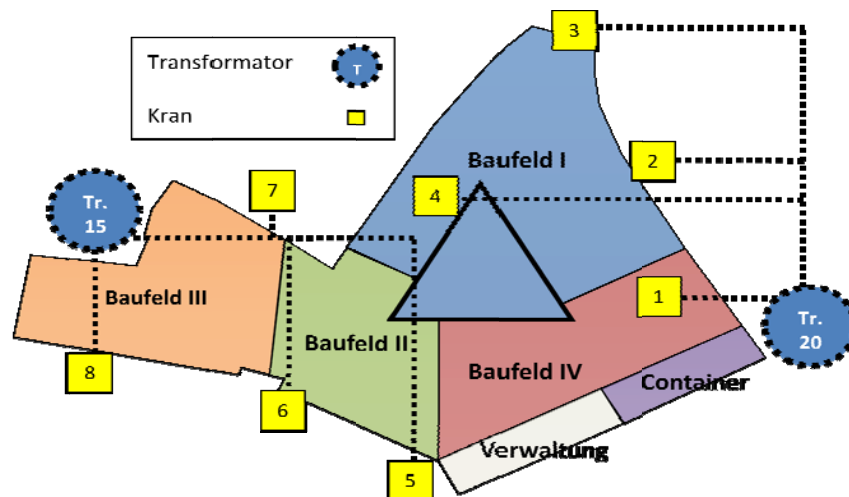 Transformator
T
Kran
3
Baufeld I
2
7
4
Tr.
15
Baufeld III
1
Tr.
20
Baufeld II
8
Baufeld IV
Container
6
Verwaltung
5